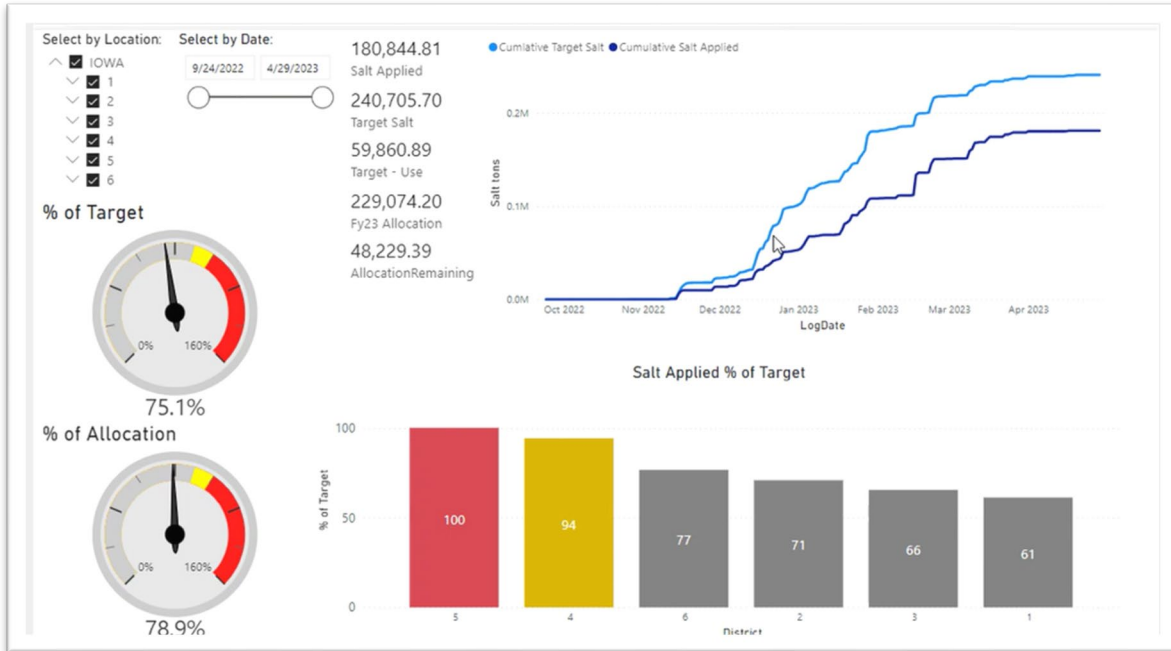 Select by Location:
IOWA
1
2
3
4
5
6
Select by Date:
9/24/2022 4/29/2023
180,844.81
Salt Applied
240,705.70
Target Salt
59,860.89
Target - Use
229,074.20
Fy23 Allocation
48,229.39
AllocationRemaining
Cumlative Target Salt Cumulative Salt Applied
Salt tons
0.2M
0.1M
0.0M
Oct 2022 Nov 2022 Dec 2022 Jan 2023 Feb 2023 Mar 2023 Apr 2023
LogDate
% of Target
0% 160%
75.1%
% of Allocation
0% 160%
78.9%
Salt Applied % of Target
% of Target
100
50
0
100 94 77 71 66 61
5 4 6 2 3 1
District